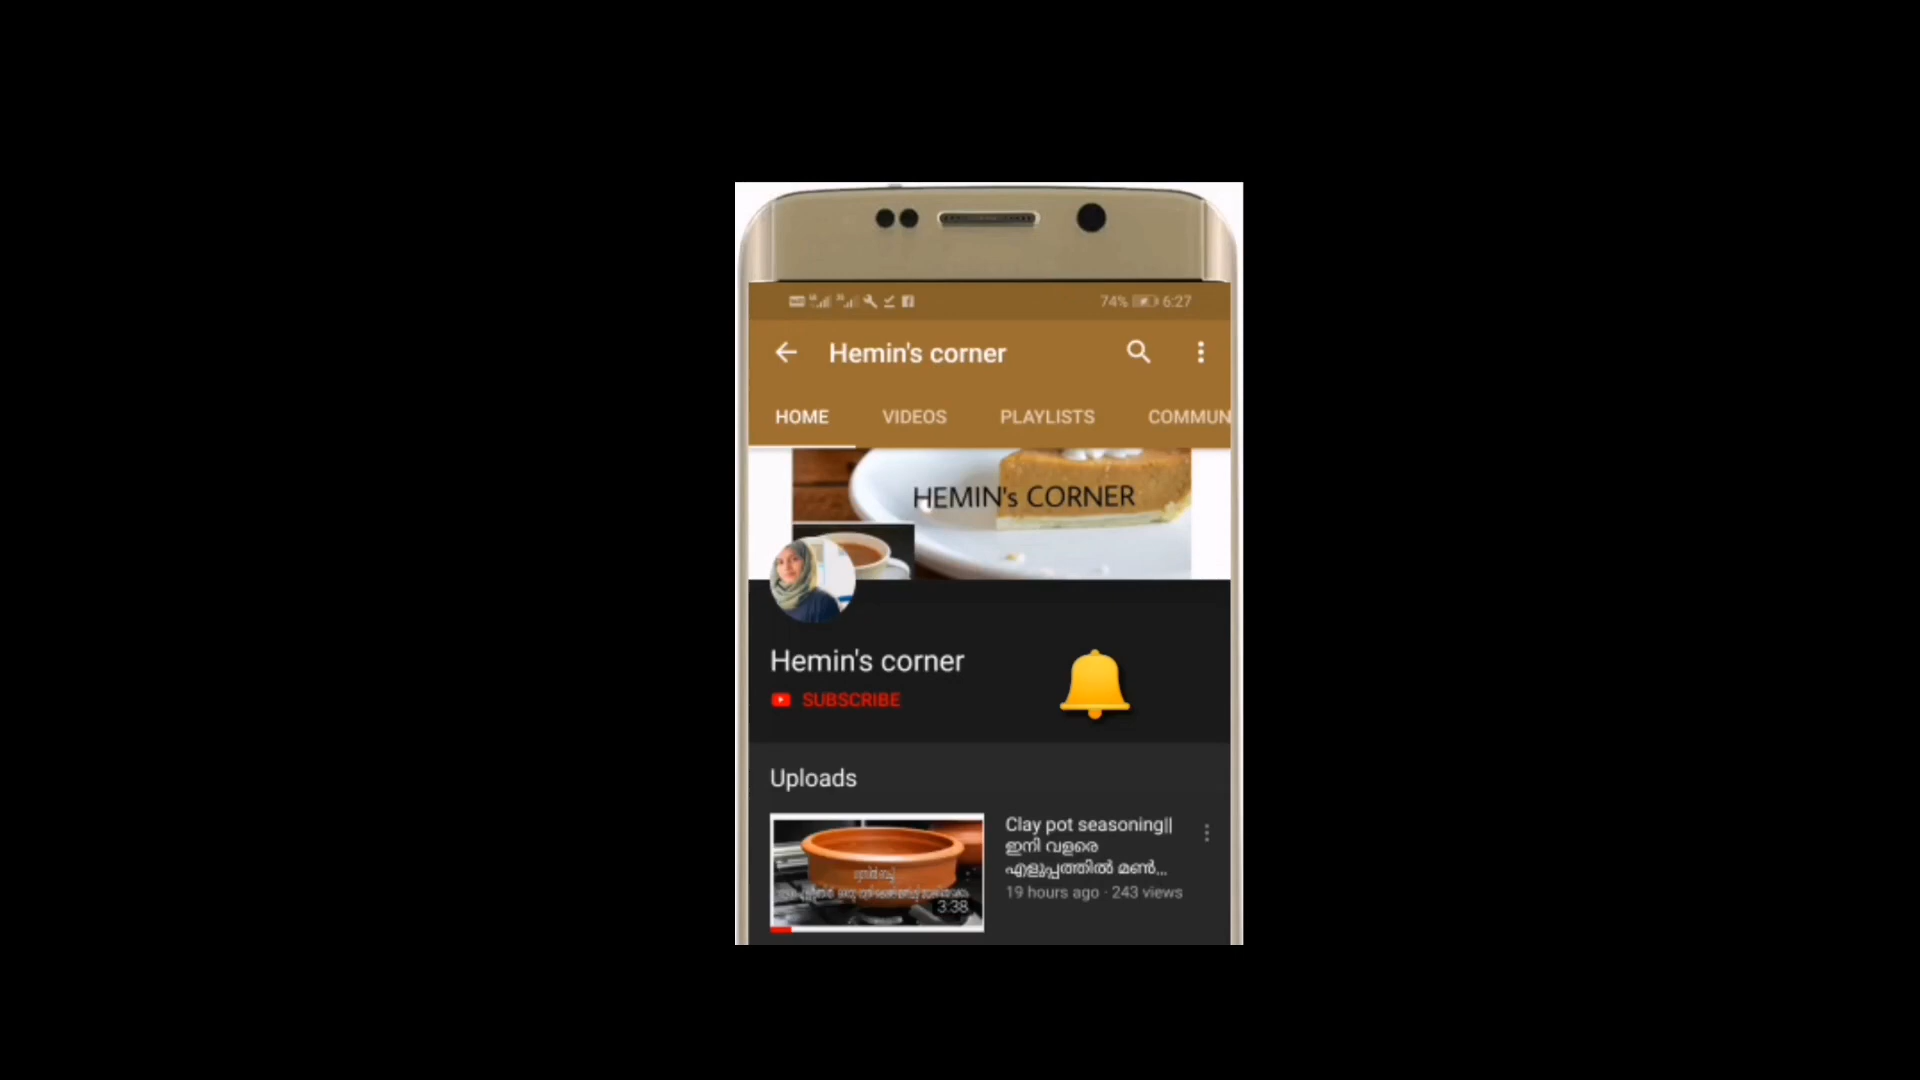 74% 6:27
Hemin's corner
HOME VIDEOS PLAYLISTS COMMUN
HEMIN's CORNER
Hemin's corner
SUBSCRIBE
Uploads
Clay pot seasoning||
ഇനി വളരെ
എളുപ്പത്തിൽ മൺ...
19 hours ago · 243 views
3:38